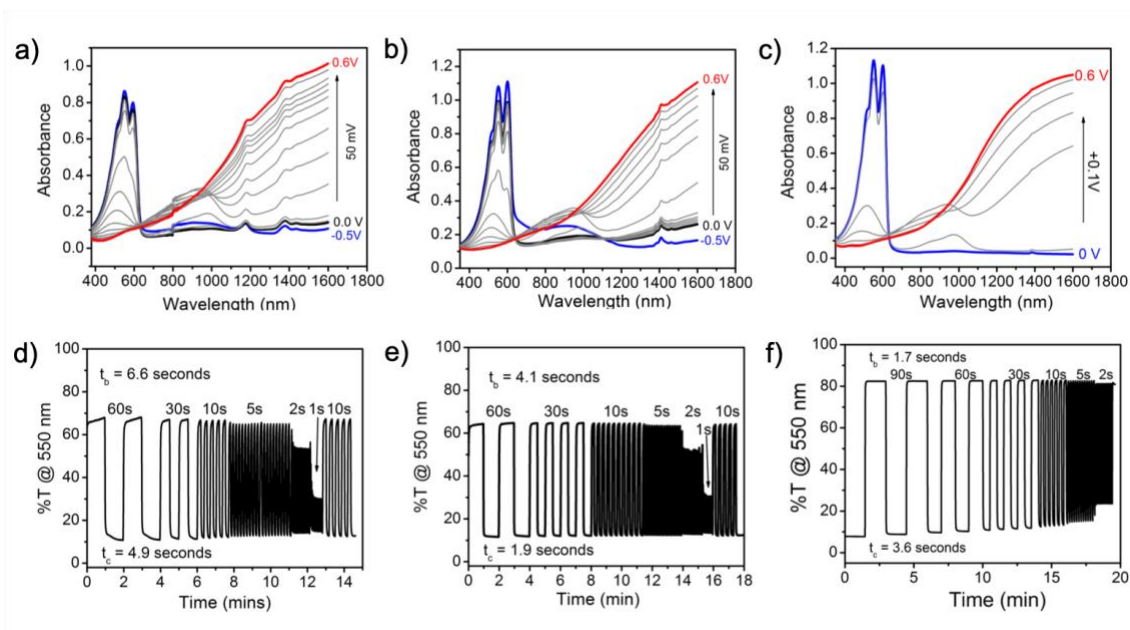 a)
1.0
0.8
0.6
0.4
0.2
0.0
Absorbance
400 600 800 1000 1200 1400 1600 1800
Wavelength (nm)
0.6V
50 mV
0.0 V
-0.5V
b)
1.2
1.0
0.8
0.6
0.4
0.2
0.0
Absorbance
400 600 800 1000 1200 1400 1600 1800
Wavelength (nm)
0.6V
50 mV
0.0 V
-0.5V
c)
1.2
1.0
0.8
0.6
0.4
0.2
0.0
Absorbance
400 600 800 1000 1200 1400 1600 1800
Wavelength (nm)
0.6 V
+0.1V
0 V
d)
100
80
60
40
20
0
%T @ 550 nm
t_b = 6.6 seconds
60s 30s 10s 5s 2s 1s 10s
t_c = 4.9 seconds
0 2 4 6 8 10 12 14
Time (mins)
e)
100
80
60
40
20
0
%T @ 550 nm
t_b = 4.1 seconds
60s 30s 10s 5s 2s 10s
1s
t_c = 1.9 seconds
0 2 4 6 8 10 12 14 16 18
Time (mins)
f)
100
80
60
40
20
0
%T @ 550 nm
t_b = 1.7 seconds
90s 60s 30s 10s 5s 2s
t_c = 3.6 seconds
0 5 10 15 20
Time (min)